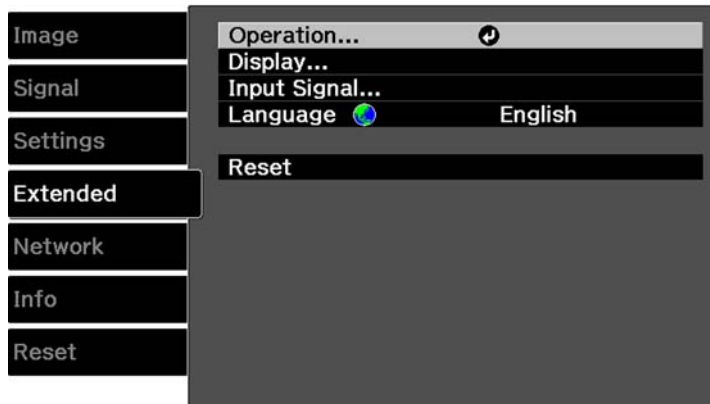 Image
Signal
Settings
Extended
Network
Info
Reset
Operation...
Display...
Input Signal...
Language English
Reset